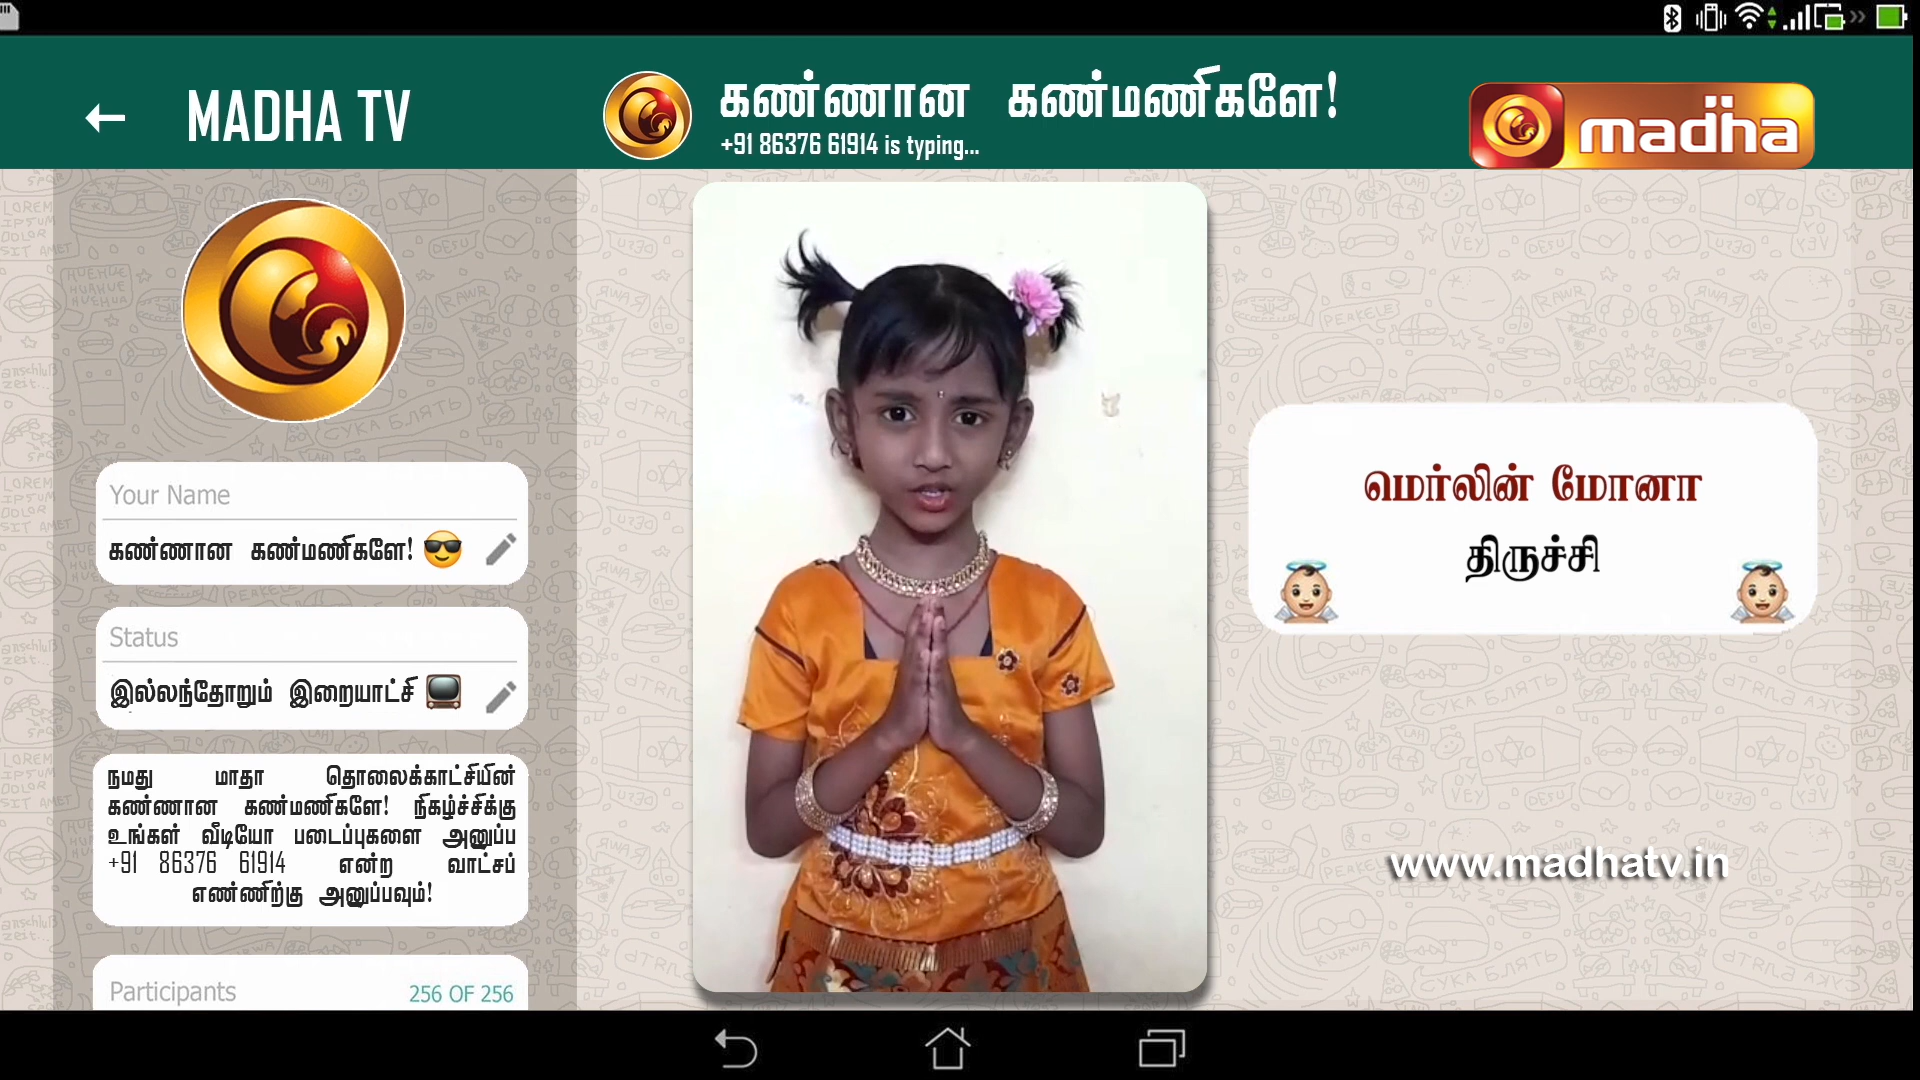 MADHA TV
கண்ணான கண்மணிகளே!
+91 86376 61914 is typing...
madha
Your Name
கண்ணான கண்மணிகளே!
Status
இல்லந்தோறும் இறையாட்சி
நமது மாதா தொலைக்காட்சியின்
கண்ணான கண்மணிகளே! நிகழ்ச்சிக்கு
உங்கள் வீடியோ படைப்புகளை அனுப்ப
+91 86376 61914 என்ற வாட்சப்
எண்ணிற்கு அனுப்பவும்!
Participants 256 OF 256
மெர்லின் மோனா
திருச்சி
www.madhatv.in